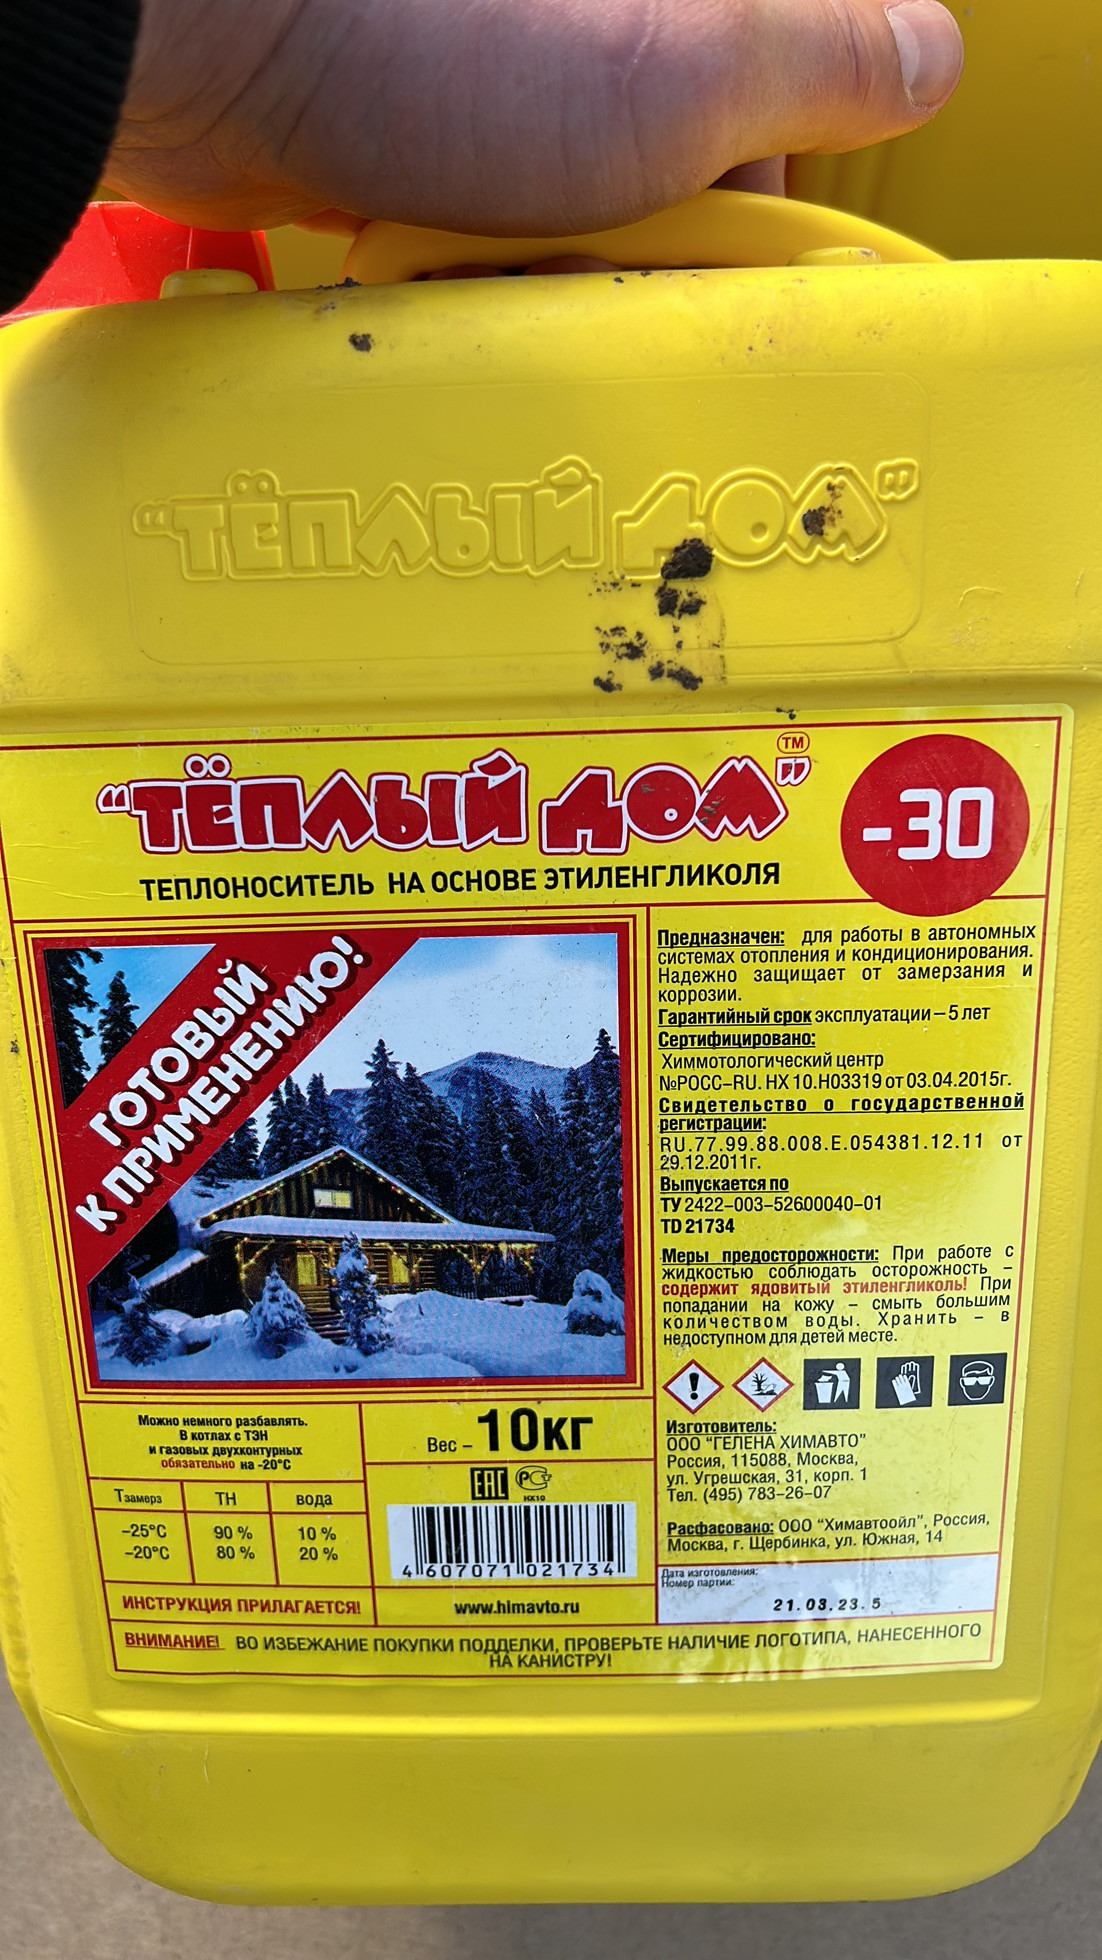 "ТЁПЛЫЙ ДОМ"
"ТЁПЛЫЙ ДОМ"
TM
-30
ТЕПЛОНОСИТЕЛЬ НА ОСНОВЕ ЭТИЛЕНГЛИКОЛЯ
ГОТОВЫЙ
К ПРИМЕНЕНИЮ!
Предназначен: для работы в автономных
системах отопления и кондиционирования.
Надежно защищает от замерзания и
коррозии.
Гарантийный срок эксплуатации – 5 лет
Сертифицировано:
Химмотологический центр
№РОСС–RU. НХ 10.Н03319 от 03.04.2015г.
Свидетельство о государственной
регистрации:
RU.77.99.88.008.Е.054381.12.11 от
29.12.2011г.
Выпускается по
ТУ 2422–003–52600040–01
TD 21734
Меры предосторожности: При работе с
жидкостью соблюдать осторожность –
содержит ядовитый этиленгликоль! При
попадании на кожу – смыть большим
количеством воды. Хранить – в
недоступном для детей месте.
Изготовитель:
ООО "ГЕЛЕНА ХИМАВТО"
Россия, 115088, Москва,
ул. Угрешская, 31, корп. 1
Тел. (495) 783–26–07
Расфасовано: ООО "Химавтоойл", Россия,
Москва, г. Щербинка, ул. Южная, 14
Дата изготовления:
Номер партии:
21.03.23.5
Можно немного разбавлять.
В котлах с ТЭН
и газовых двухконтурных
обязательно на -20°С
Тзамерз ТН вода
–25°С 90 % 10 %
–20°С 80 % 20 %
ИНСТРУКЦИЯ ПРИЛАГАЕТСЯ!
Вес – 10кг
ЕАС РСТ
НХ10
4 607071 021734
www.himavto.ru
ВНИМАНИЕ! ВО ИЗБЕЖАНИЕ ПОКУПКИ ПОДДЕЛКИ, ПРОВЕРЬТЕ НАЛИЧИЕ ЛОГОТИПА, НАНЕСЕННОГО
НА КАНИСТРУ!